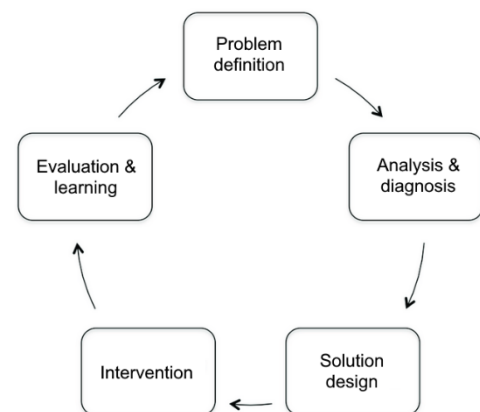 Problem
definition
Analysis &
diagnosis
Solution
design
Intervention
Evaluation &
learning